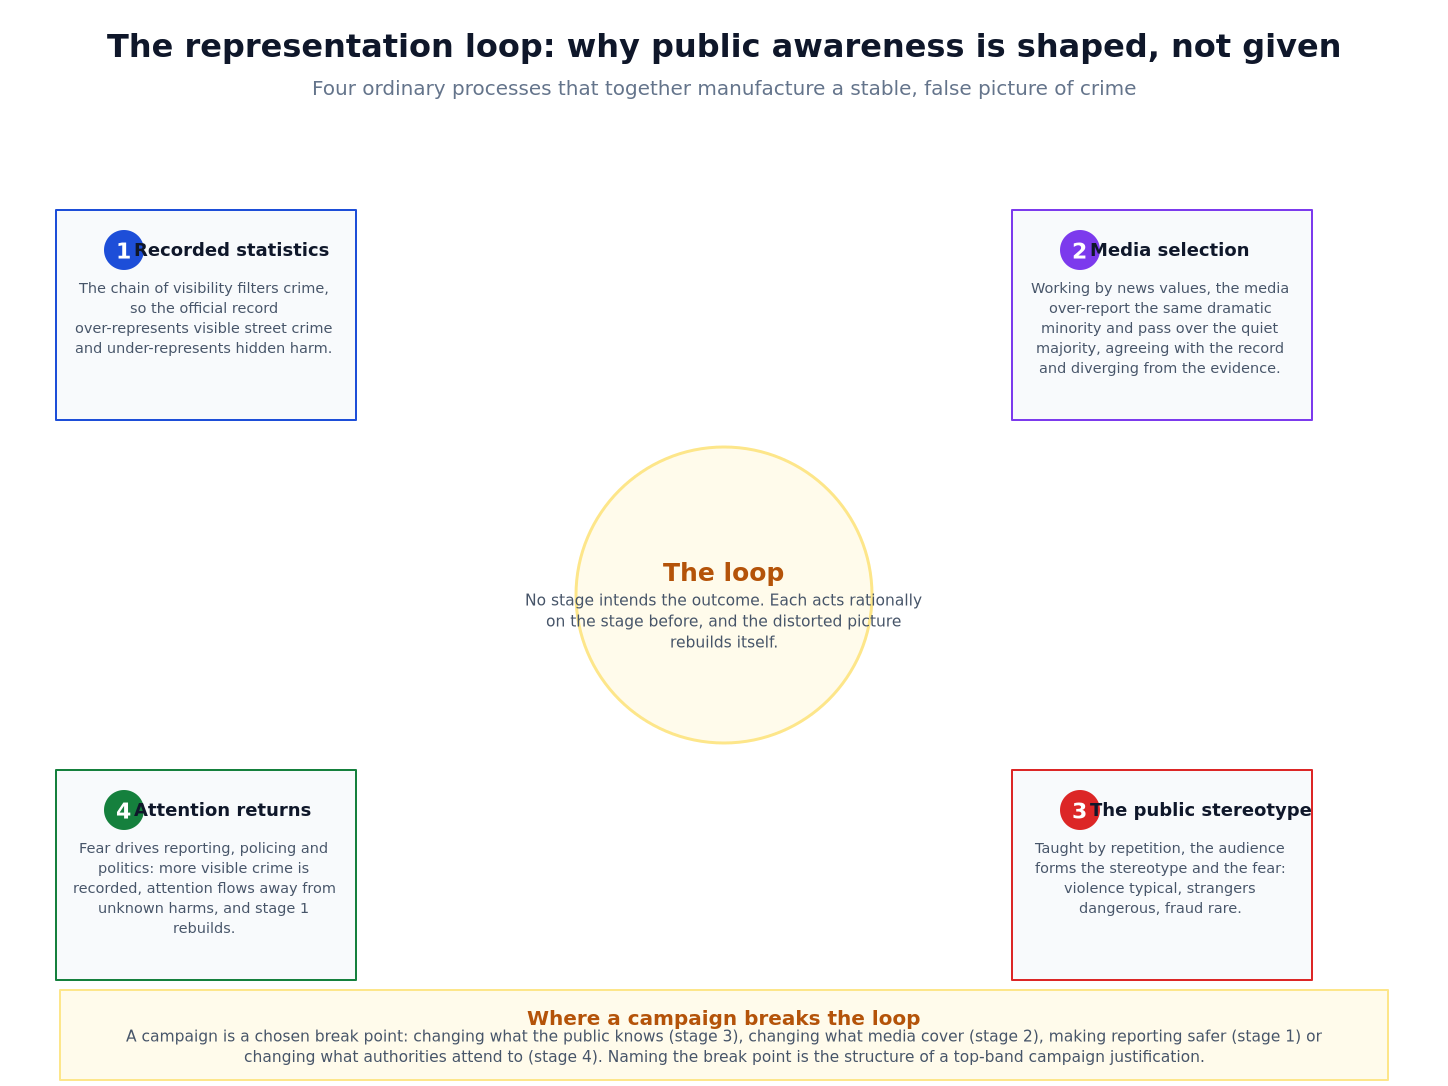 The representation loop: why public awareness is shaped, not given
Four ordinary processes that together manufacture a stable, false picture of crime
1 Recorded statistics
The chain of visibility filters crime,
so the official record
over-represents visible street crime
and under-represents hidden harm.
2 Media selection
Working by news values, the media
over-report the same dramatic
minority and pass over the quiet
majority, agreeing with the record
and diverging from the evidence.
The loop
No stage intends the outcome. Each acts rationally
on the stage before, and the distorted picture
rebuilds itself.
4 Attention returns
Fear drives reporting, policing and
politics: more visible crime is
recorded, attention flows away from
unknown harms, and stage 1
rebuilds.
3 The public stereotype
Taught by repetition, the audience
forms the stereotype and the fear:
violence typical, strangers
dangerous, fraud rare.
Where a campaign breaks the loop
A campaign is a chosen break point: changing what the public knows (stage 3), changing what media cover (stage 2), making reporting safer (stage 1) or
changing what authorities attend to (stage 4). Naming the break point is the structure of a top-band campaign justification.